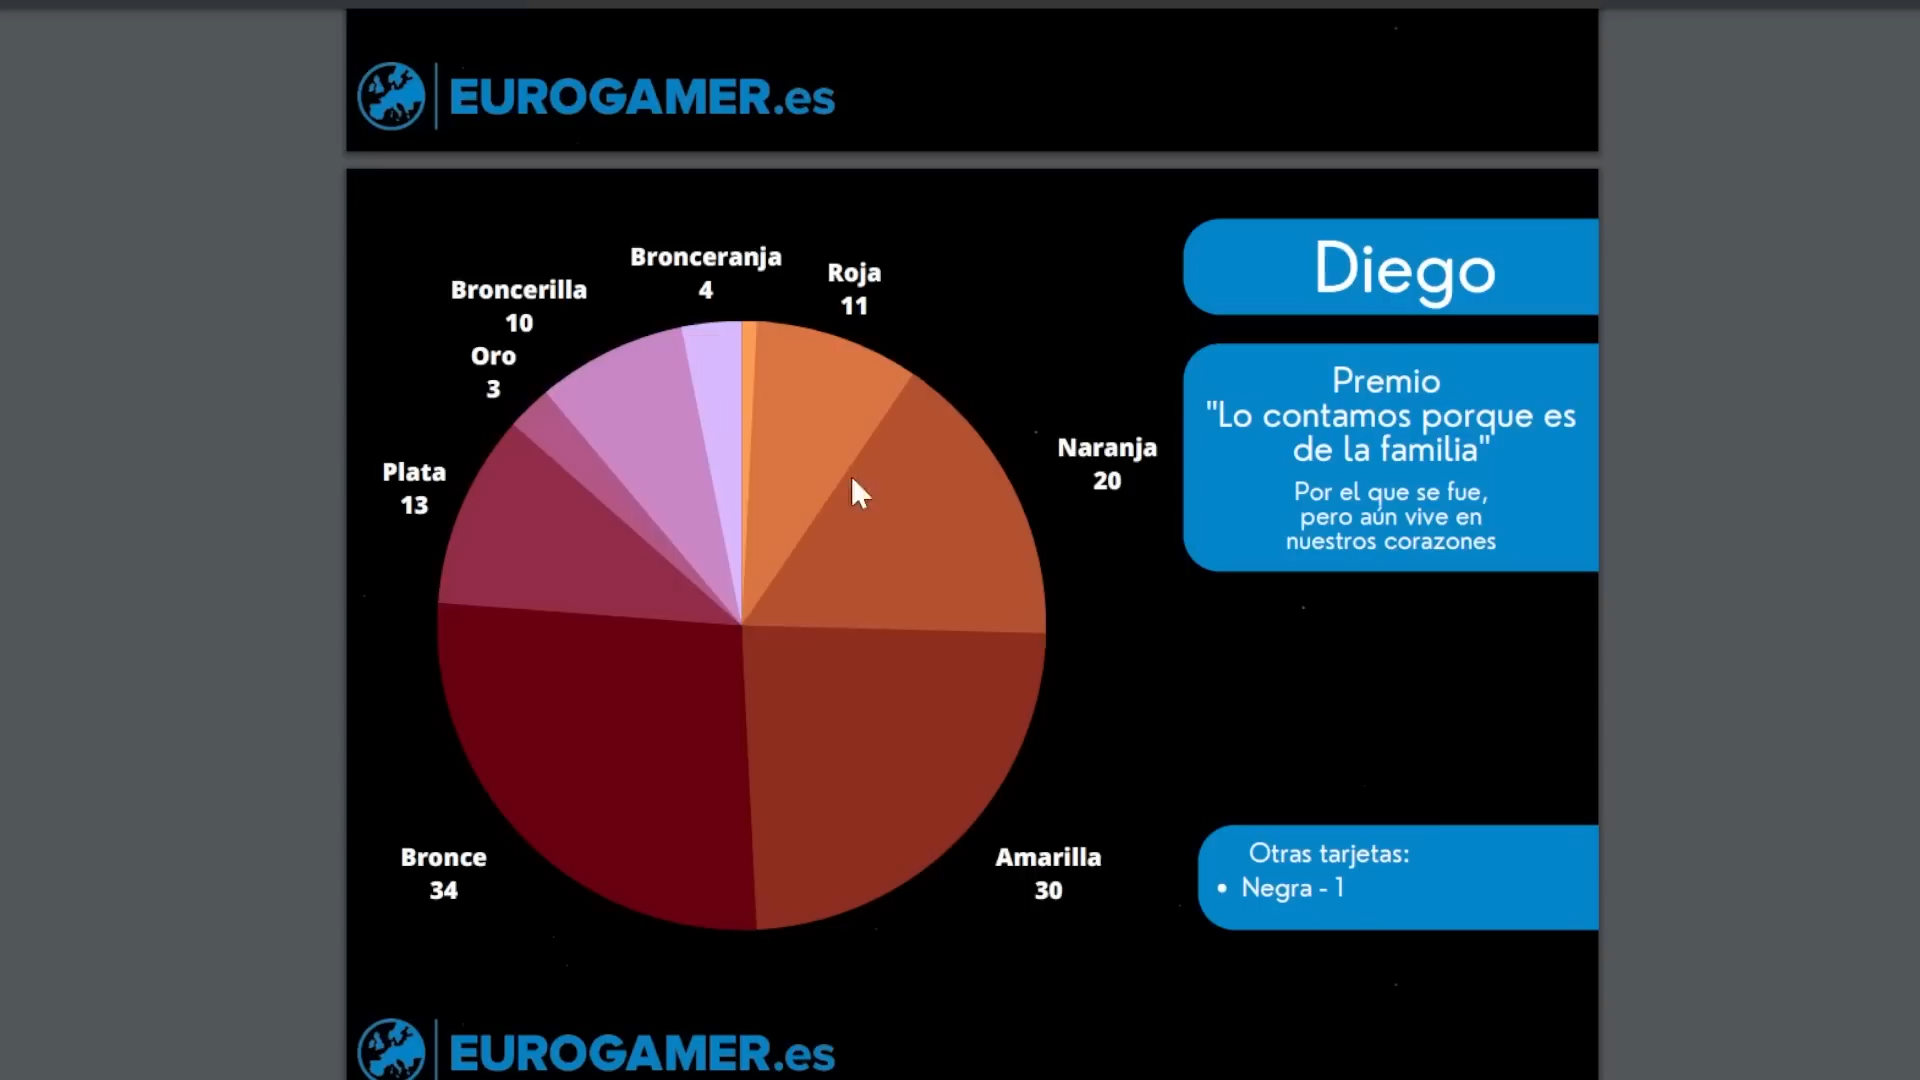 EUROGAMER.es
Bronceranja
4
Roja
11
Broncerilla
10
Oro
3
Plata
13
Naranja
20
Bronce
34
Amarilla
30
Diego
Premio
"Lo contamos porque es
de la familia"
Por el que se fue,
pero aún vive en
nuestros corazones
Otras tarjetas:
• Negra - 1
EUROGAMER.es